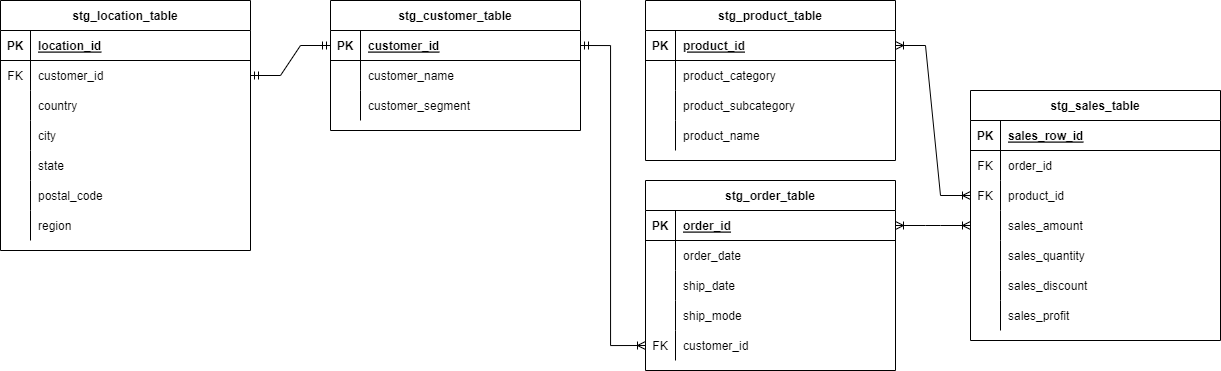 stg_location_table
PK location_id
FK customer_id
country
city
state
postal_code
region
stg_customer_table
PK customer_id
customer_name
customer_segment
stg_product_table
PK product_id
product_category
product_subcategory
product_name
stg_order_table
PK order_id
order_date
ship_date
ship_mode
FK customer_id
stg_sales_table
PK sales_row_id
FK order_id
FK product_id
sales_amount
sales_quantity
sales_discount
sales_profit